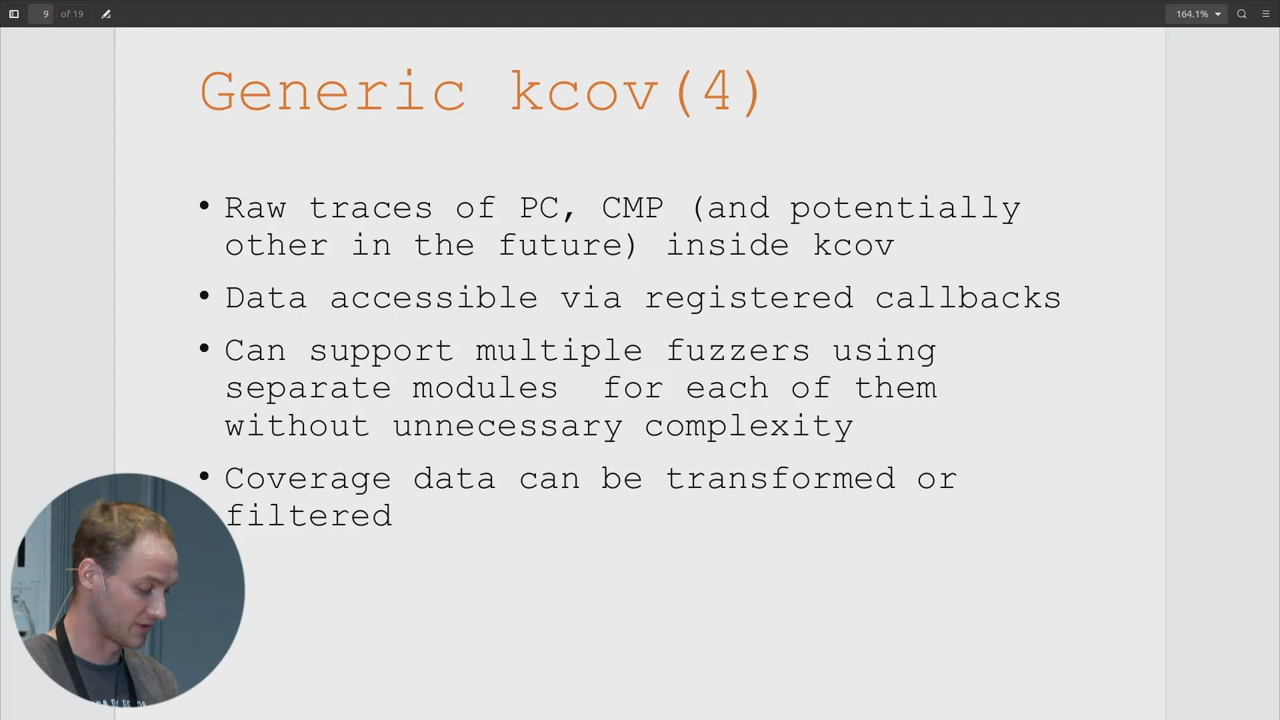 9 of 19
164.1%
Generic kcov(4)
• Raw traces of PC, CMP (and potentially
other in the future) inside kcov
• Data accessible via registered callbacks
• Can support multiple fuzzers using
separate modules  for each of them
without unnecessary complexity
• Coverage data can be transformed or
filtered